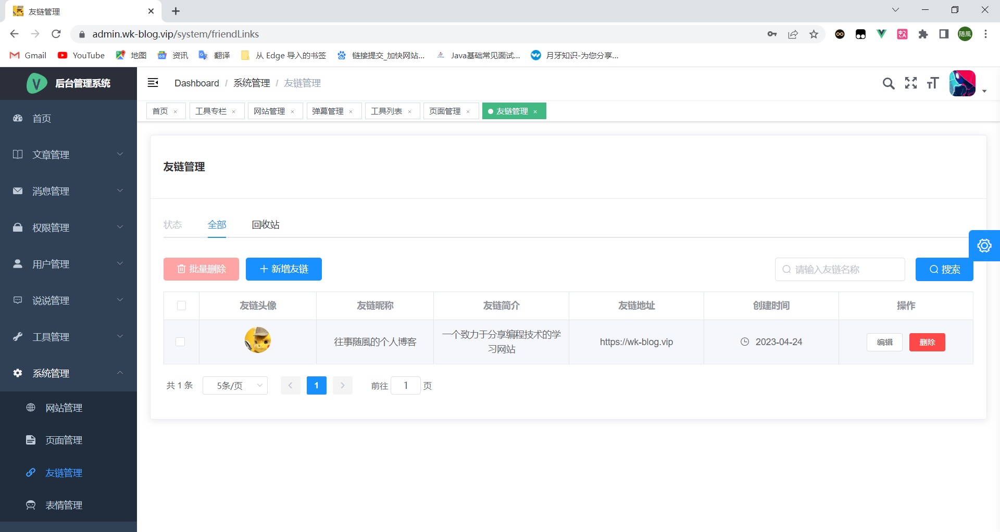 友链管理
admin.wk-blog.vip/system/friendLinks
随風
Gmail
YouTube
地图
资讯
翻译
从 Edge 导入的书签
链接提交_加快网站...
Java基础常见面试...
月牙知识-为您分享...
V 后台管理系统
Dashboard / 系统管理 / 友链管理
首页 ×
工具专栏 ×
网站管理 ×
弹幕管理 ×
工具列表 ×
页面管理 ×
友链管理 ×
首页
文章管理
消息管理
权限管理
用户管理
说说管理
工具管理
系统管理
网站管理
页面管理
友链管理
表情管理
友链管理
状态 全部 回收站
批量删除
新增友链
请输入友链名称
搜索
友链头像 友链昵称 友链简介 友链地址 创建时间 操作
往事随風的个人博客
一个致力于分享编程技术的学
习网站
https://wk-blog.vip
2023-04-24
编辑
删除
共 1 条
5条/页
1
前往 1 页